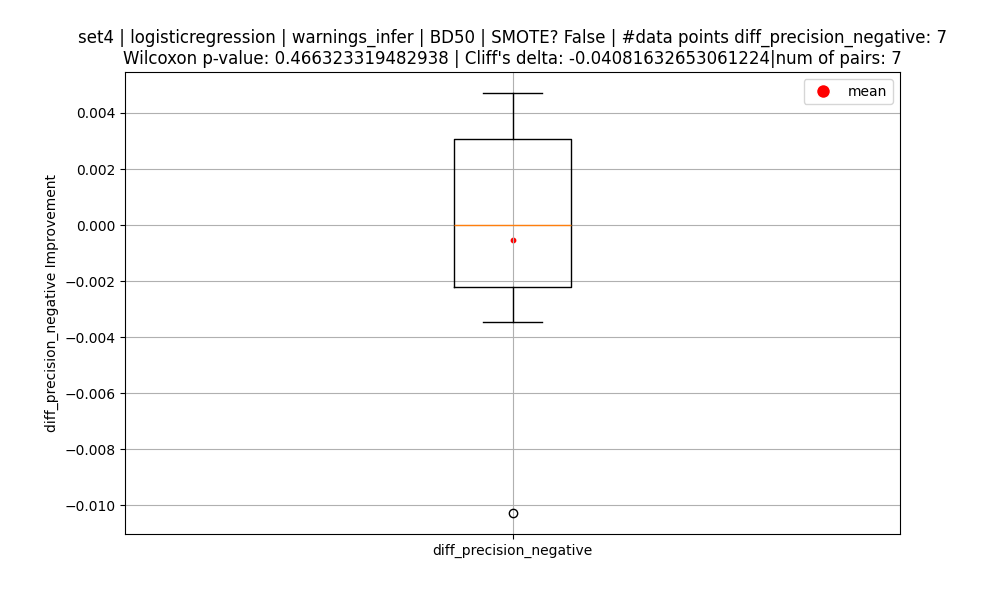 set4 | logisticregression | warnings_infer | BD50 | SMOTE? False | #data points diff_precision_negative: 7
Wilcoxon p-value: 0.466323319482938 | Cliff's delta: -0.04081632653061224|num of pairs: 7
mean
0.004
0.002
0.000
−0.002
−0.004
−0.006
−0.008
−0.010
diff_precision_negative Improvement
diff_precision_negative